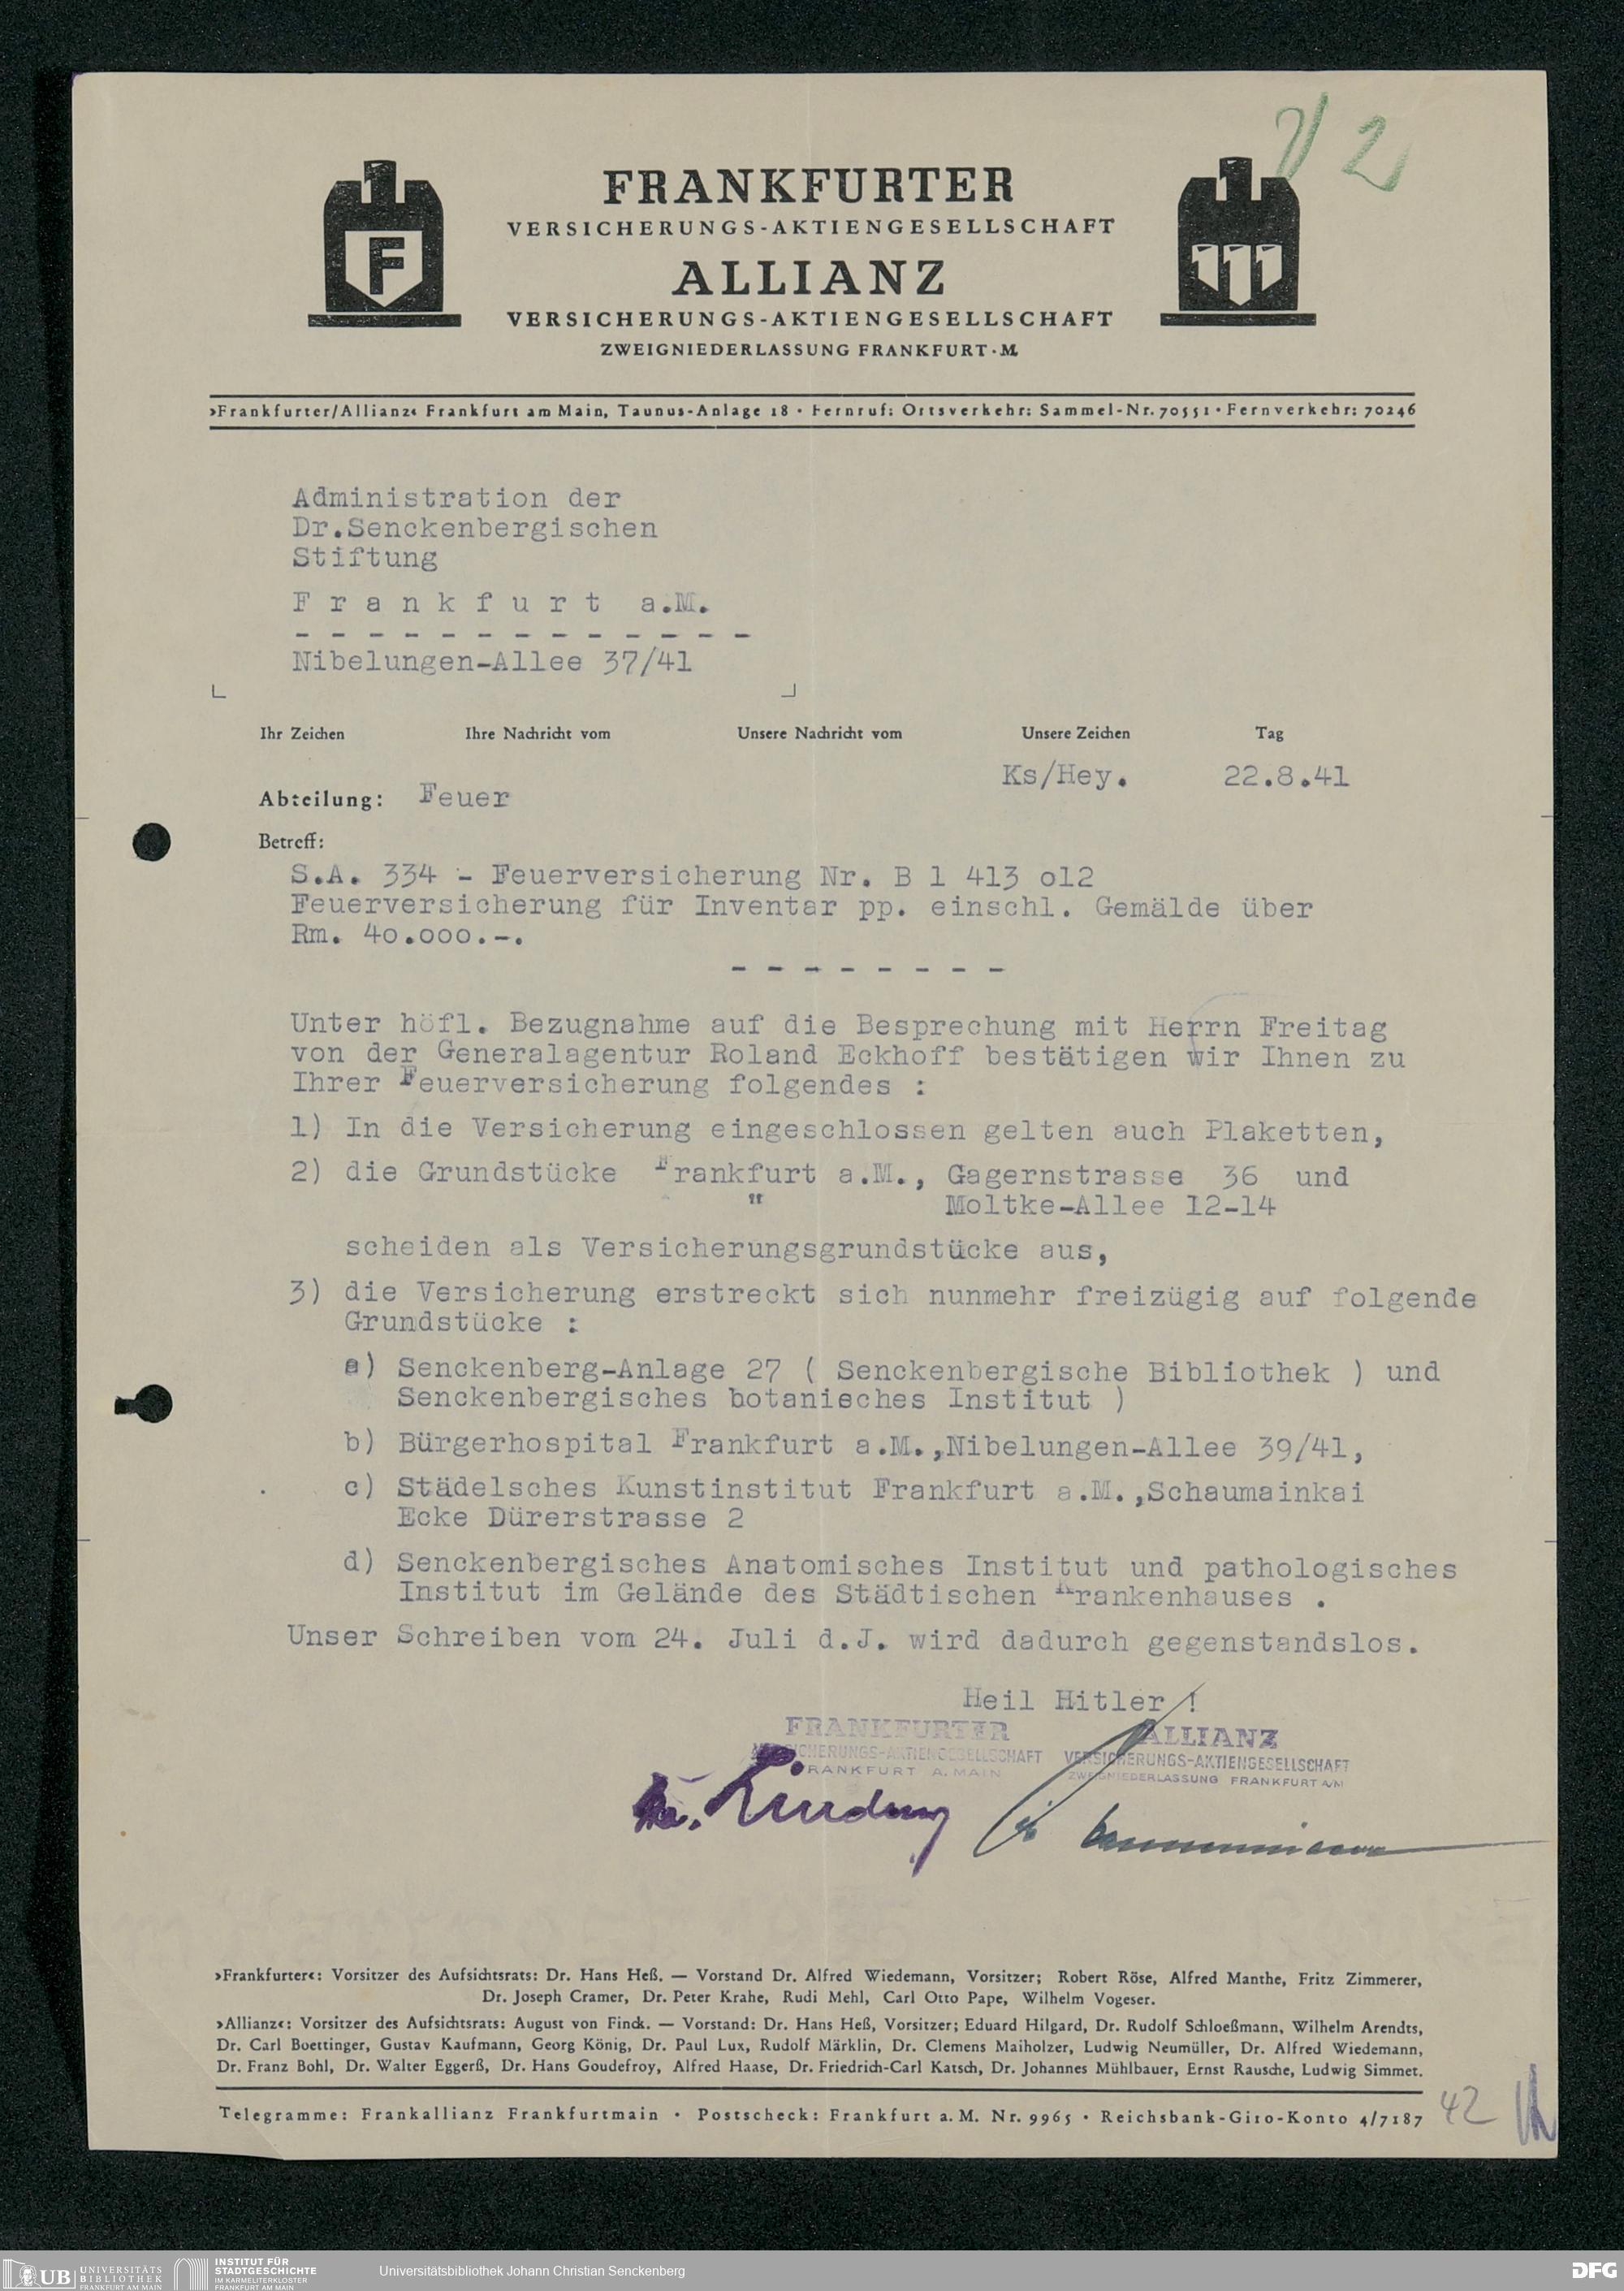 2
FRANKFURTER
VERSICHERUNGS-AKTIENGESELLSCHAFT
ALLIANZ
VERSICHERUNGS-AKTIENGESELLSCHAFT
ZWEIGNIEDERLASSUNG FRANKFURT·M
F
»Frankfurter/Allianz« Frankfurt am Main, Taunus-Anlage 18 · Fernruf: Ortsverkehr: Sammel-Nr. 70551 · Fernverkehr: 70246
Administration der
Dr.Senckenbergischen
Stiftung
F r a n k f u r t a.M.
- - - - - - - - - - - - -
Nibelungen-Allee 37/41
Ihr Zeichen Ihre Nachricht vom Unsere Nachricht vom Unsere Zeichen Tag
Ks/Hey. 22.8.41
Abteilung: Feuer
Betreff:
S.A. 334 - Feuerversicherung Nr. B 1 413 o12
Feuerversicherung für Inventar pp. einschl. Gemälde über
Rm. 4o.ooo.-.
- - - - - - - -
Unter höfl. Bezugnahme auf die Besprechung mit Herrn Freitag
von der Generalagentur Roland Eckhoff bestätigen wir Ihnen zu
Ihrer Feuerversicherung folgendes :
1) In die Versicherung eingeschlossen gelten auch Plaketten,
2) die Grundstücke Frankfurt a.M., Gagernstrasse 36 und
" Moltke-Allee 12-14
scheiden als Versicherungsgrundstücke aus,
3) die Versicherung erstreckt sich nunmehr freizügig auf folgende
Grundstücke :
a) Senckenberg-Anlage 27 ( Senckenbergische Bibliothek ) und
Senckenbergisches botanisches Institut )
b) Bürgerhospital Frankfurt a.M.,Nibelungen-Allee 39/41,
c) Städelsches Kunstinstitut Frankfurt a.M.,Schaumainkai
Ecke Dürerstrasse 2
d) Senckenbergisches Anatomisches Institut und pathologisches
Institut im Gelände des Städtischen Krankenhauses .
Unser Schreiben vom 24. Juli d.J. wird dadurch gegenstandslos.
Heil Hitler !
FRANKFURTER ALLIANZ
VERSICHERUNGS-AKTIENGESELLSCHAFT VERSICHERUNGS-AKTIENGESELLSCHAFT
FRANKFURT A. MAIN ZWEIGNIEDERLASSUNG FRANKFURT A/M
»Frankfurter«: Vorsitzer des Aufsichtsrats: Dr. Hans Heß. — Vorstand Dr. Alfred Wiedemann, Vorsitzer; Robert Röse, Alfred Manthe, Fritz Zimmerer,
Dr. Joseph Cramer, Dr. Peter Krahe, Rudi Mehl, Carl Otto Pape, Wilhelm Vogeser.
»Allianz«: Vorsitzer des Aufsichtsrats: August von Finck. — Vorstand: Dr. Hans Heß, Vorsitzer; Eduard Hilgard, Dr. Rudolf Schloeßmann, Wilhelm Arendts,
Dr. Carl Boettinger, Gustav Kaufmann, Georg König, Dr. Paul Lux, Rudolf Märklin, Dr. Clemens Maiholzer, Ludwig Neumüller, Dr. Alfred Wiedemann,
Dr. Franz Bohl, Dr. Walter Eggerß, Dr. Hans Goudefroy, Alfred Haase, Dr. Friedrich-Carl Katsch, Dr. Johannes Mühlbauer, Ernst Rausche, Ludwig Simmet.
Telegramme: Frankallianz Frankfurtmain · Postscheck: Frankfurt a. M. Nr. 9965 · Reichsbank-Giro-Konto 4/7187
42
UB UNIVERSITÄTS
BIBLIOTHEK
FRANKFURT AM MAIN
INSTITUT FÜR
STADTGESCHICHTE
IM KARMELITERKLOSTER
FRANKFURT AM MAIN
Universitätsbibliothek Johann Christian Senckenberg
DFG